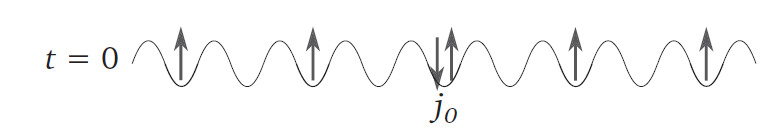 t = 0
j₀